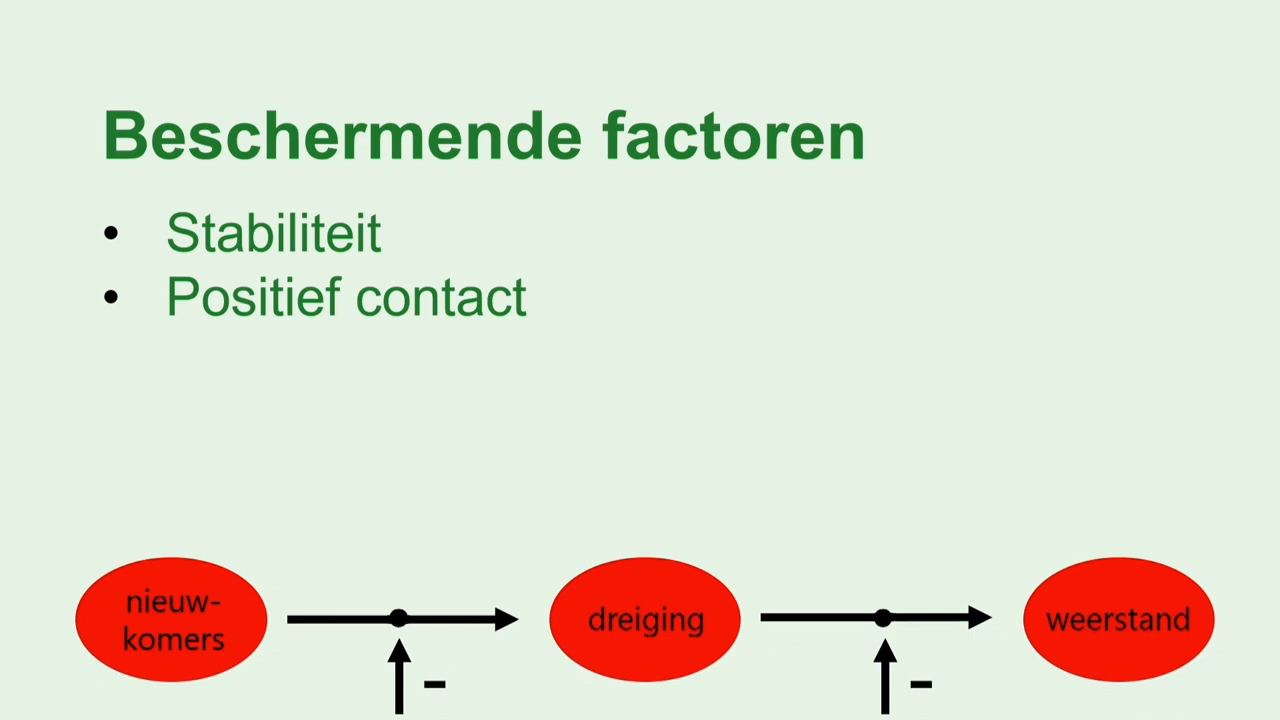 Beschermende factoren
• Stabiliteit
• Positief contact
nieuw-
komers
dreiging
weerstand
-
-